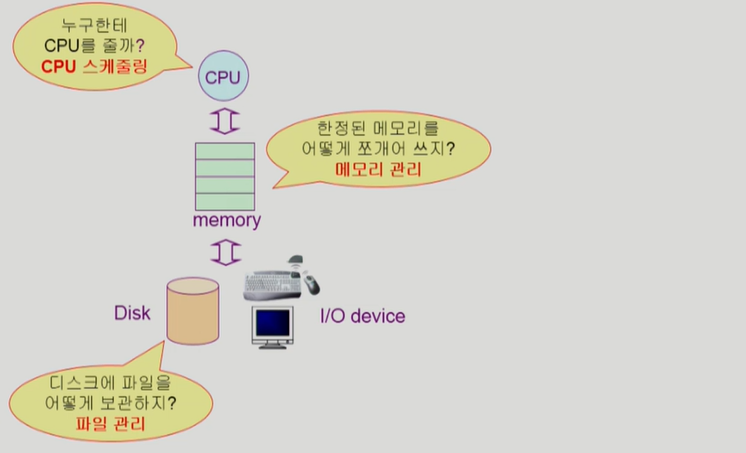 누구한테
CPU를 줄까?
CPU 스케줄링
CPU
한정된 메모리를
어떻게 쪼개어 쓰지?
메모리 관리
memory
Disk
I/O device
디스크에 파일을
어떻게 보관하지?
파일 관리